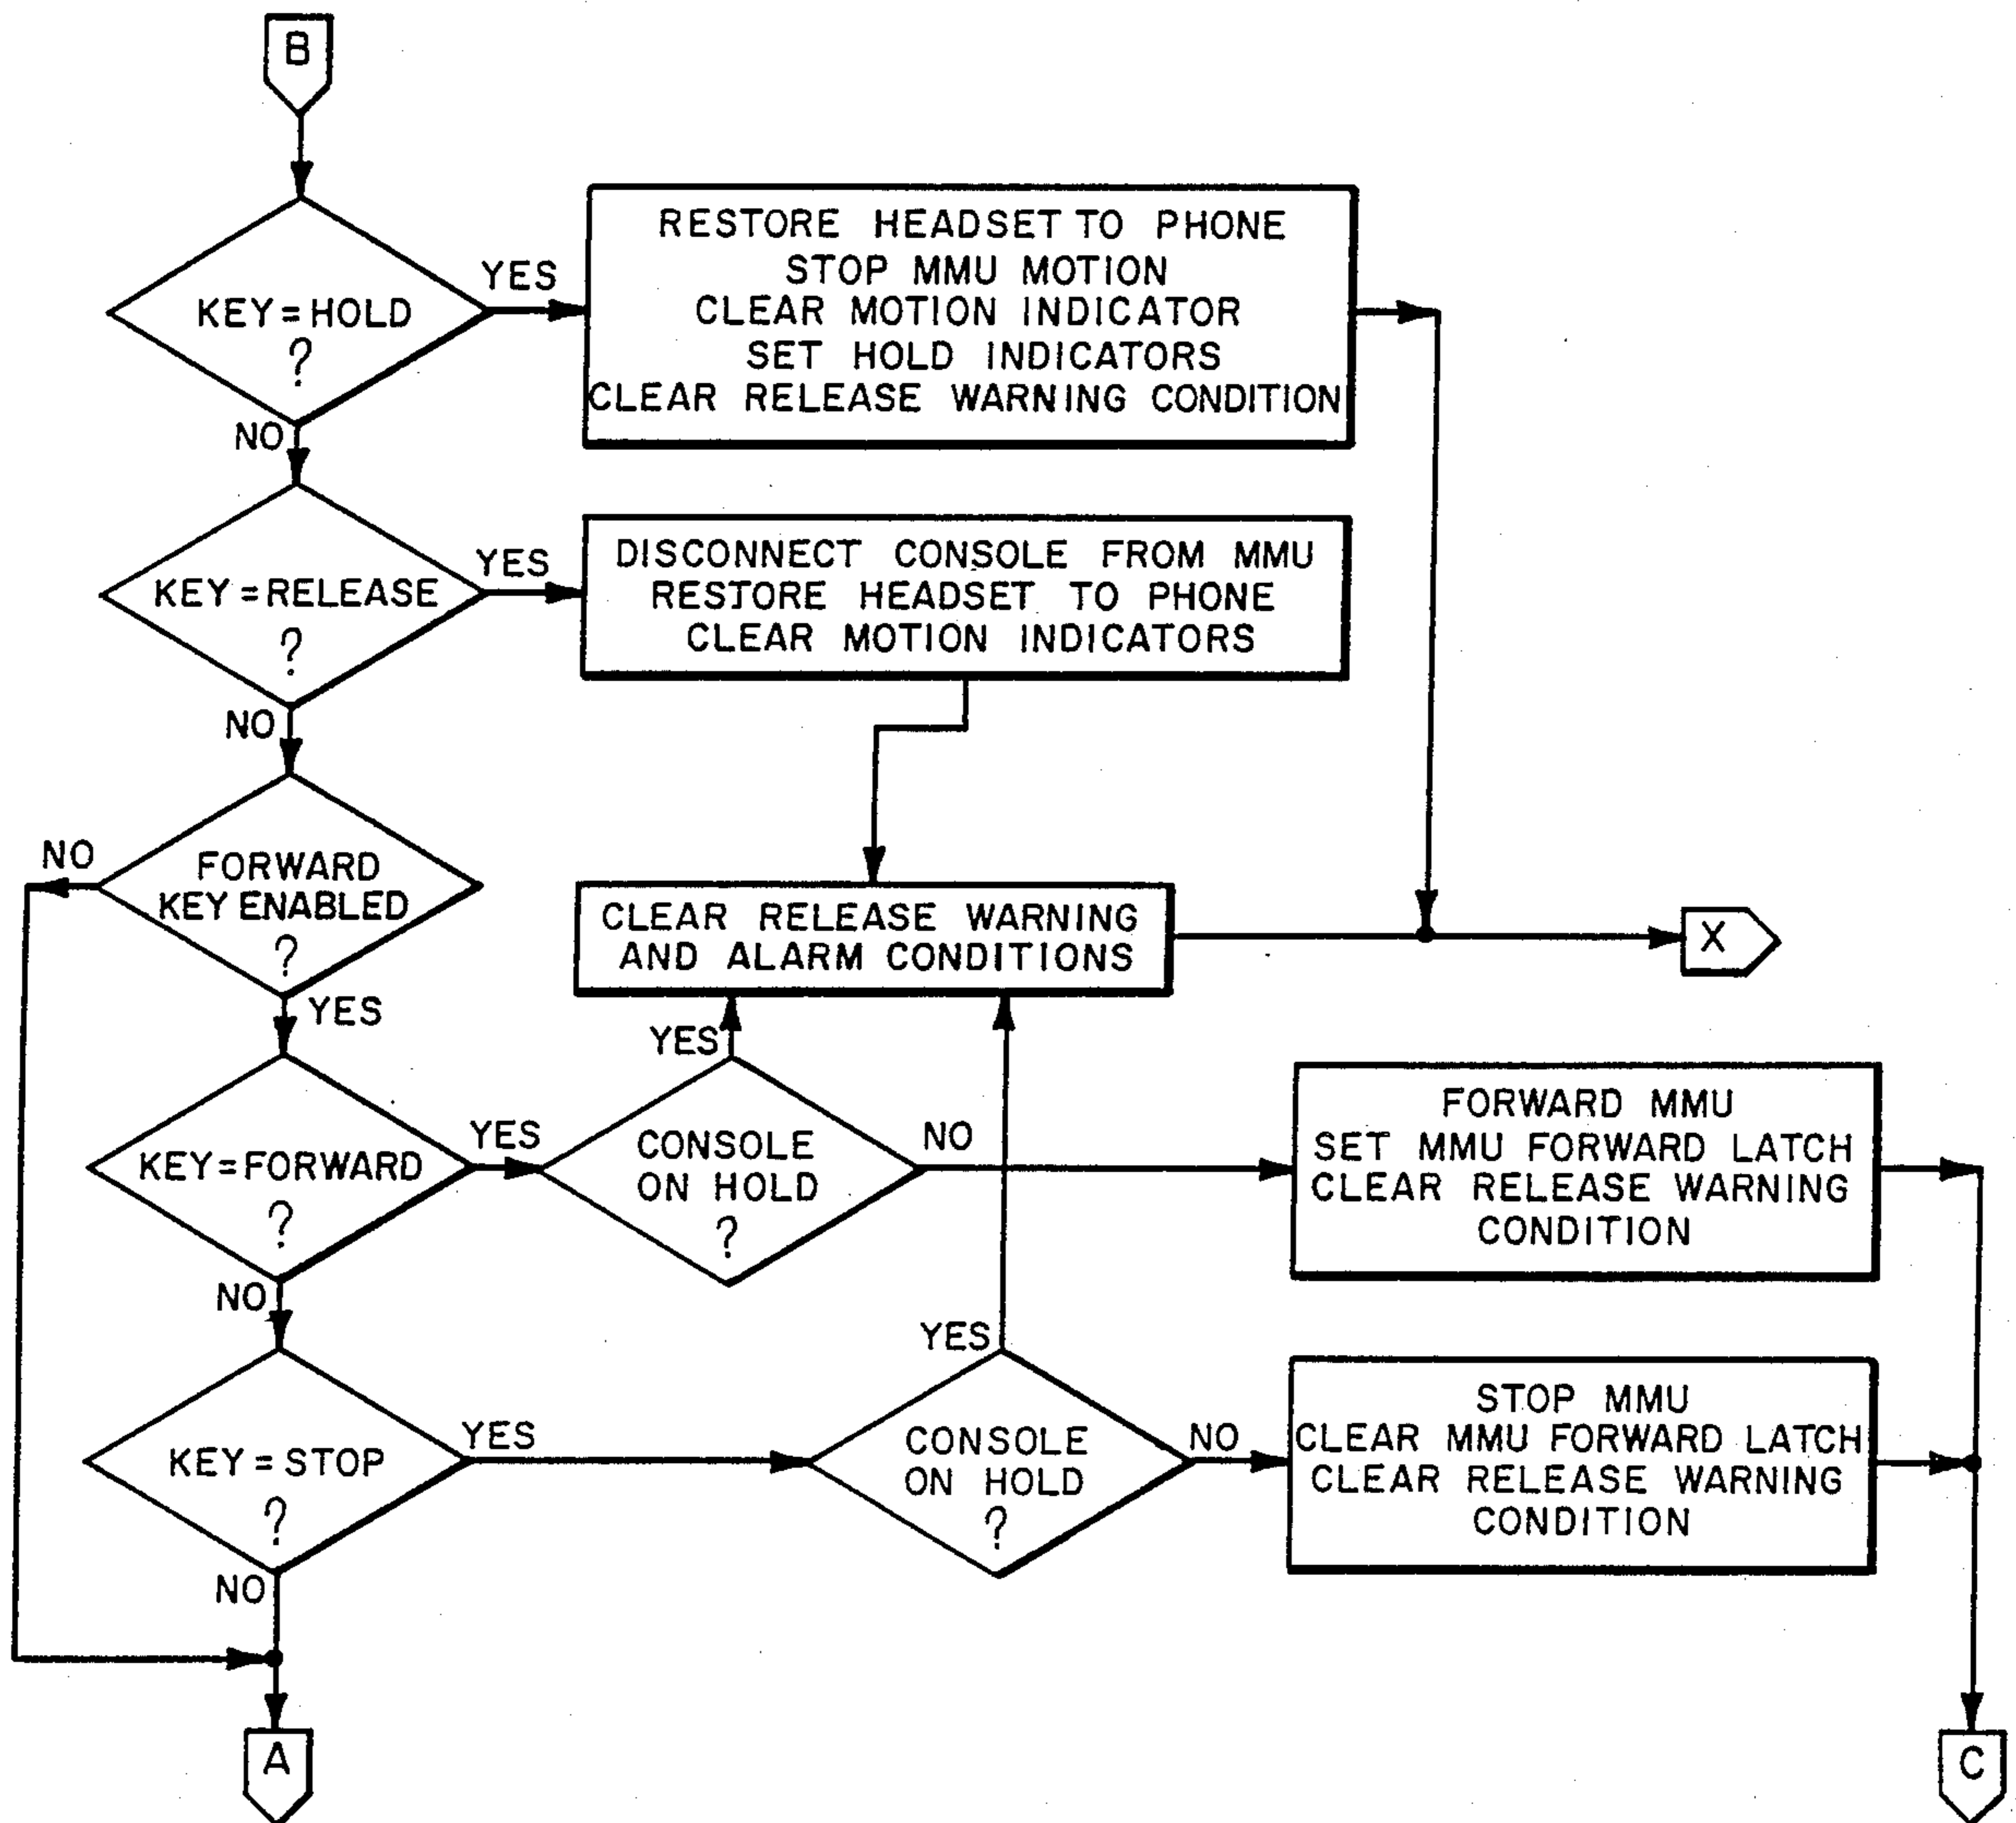 B
KEY = HOLD
?
YES
NO
RESTORE HEADSET TO PHONE
STOP MMU MOTION
CLEAR MOTION INDICATOR
SET HOLD INDICATORS
CLEAR RELEASE WARNING CONDITION
KEY = RELEASE
?
YES
NO
DISCONNECT CONSOLE FROM MMU
RESTORE HEADSET TO PHONE
CLEAR MOTION INDICATORS
FORWARD
KEY ENABLED
?
NO
YES
CLEAR RELEASE WARNING
AND ALARM CONDITIONS
X
KEY = FORWARD
?
YES
NO
CONSOLE
ON HOLD
?
YES
NO
FORWARD MMU
SET MMU FORWARD LATCH
CLEAR RELEASE WARNING
CONDITION
KEY = STOP
?
YES
NO
CONSOLE
ON HOLD
?
YES
NO
STOP MMU
CLEAR MMU FORWARD LATCH
CLEAR RELEASE WARNING
CONDITION
A
C